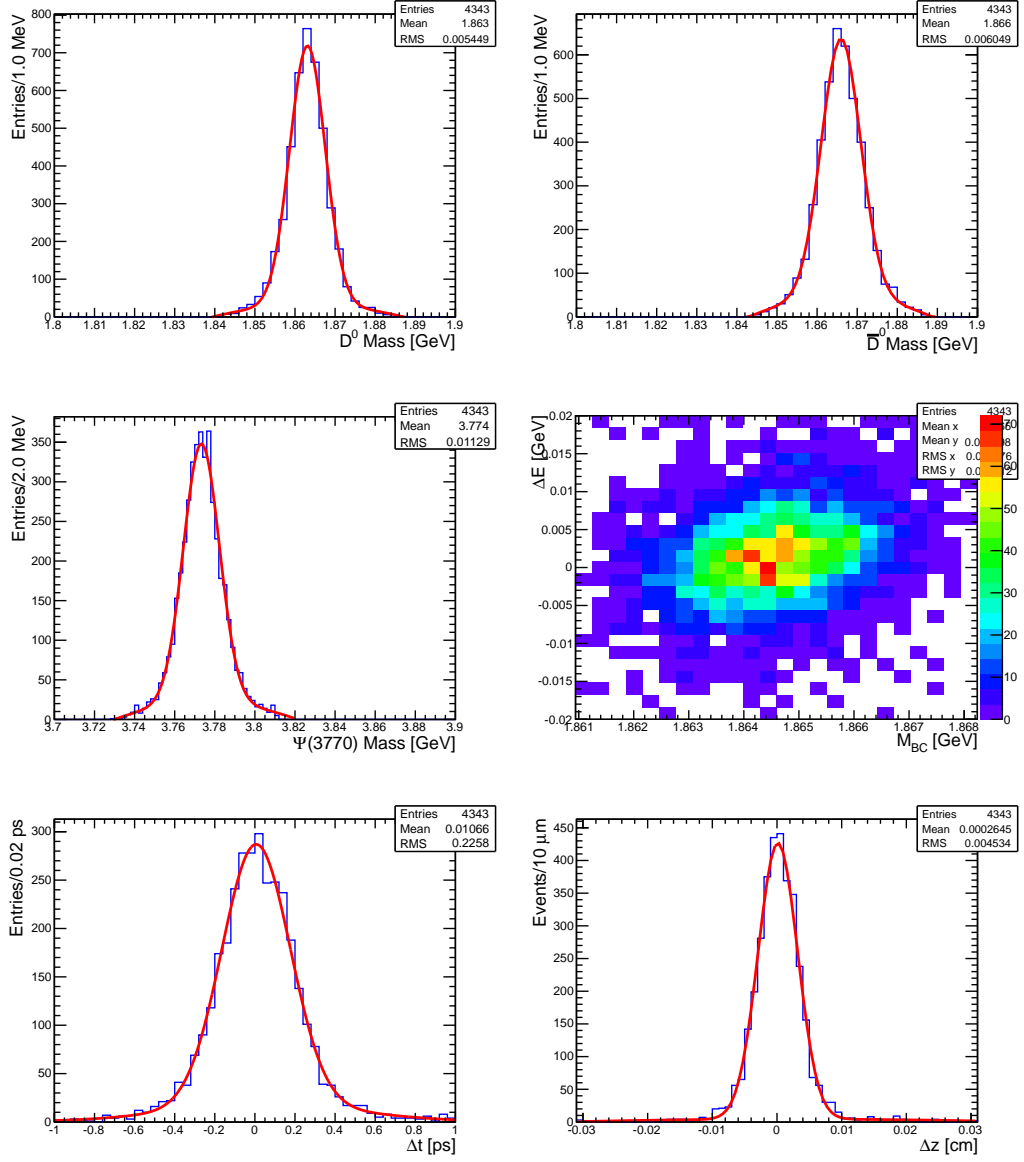 Entries 4343
Mean 1.863
RMS 0.005449
Entries/1.0 MeV
800
700
600
500
400
300
200
100
0
1.8 1.81 1.82 1.83 1.84 1.85 1.86 1.87 1.88 1.89 1.9
D0 Mass [GeV]
Entries 4343
Mean 1.866
RMS 0.006049
Entries/1.0 MeV
600
500
400
300
200
100
0
1.8 1.81 1.82 1.83 1.84 1.85 1.86 1.87 1.88 1.89 1.9
D̅0 Mass [GeV]
Entries 4343
Mean 3.774
RMS 0.01129
Entries/2.0 MeV
350
300
250
200
150
100
50
0
3.7 3.72 3.74 3.76 3.78 3.8 3.82 3.84 3.86 3.88 3.9
Ψ(3770) Mass [GeV]
Entries 4343
Mean x
Mean y
RMS x
RMS y
ΔE [GeV]
0.02
0.015
0.01
0.005
0
-0.005
-0.01
-0.015
-0.02
70
60
50
40
30
20
10
0
1.861 1.862 1.863 1.864 1.865 1.866 1.867 1.868
MBC [GeV]
Entries 4343
Mean 0.01066
RMS 0.2258
Entries/0.02 ps
300
250
200
150
100
50
0
-1 -0.8 -0.6 -0.4 -0.2 0 0.2 0.4 0.6 0.8 1
Δt [ps]
Entries 4343
Mean 0.0002645
RMS 0.004534
Events/10 μm
450
400
350
300
250
200
150
100
50
0
-0.03 -0.02 -0.01 0 0.01 0.02 0.03
Δz [cm]